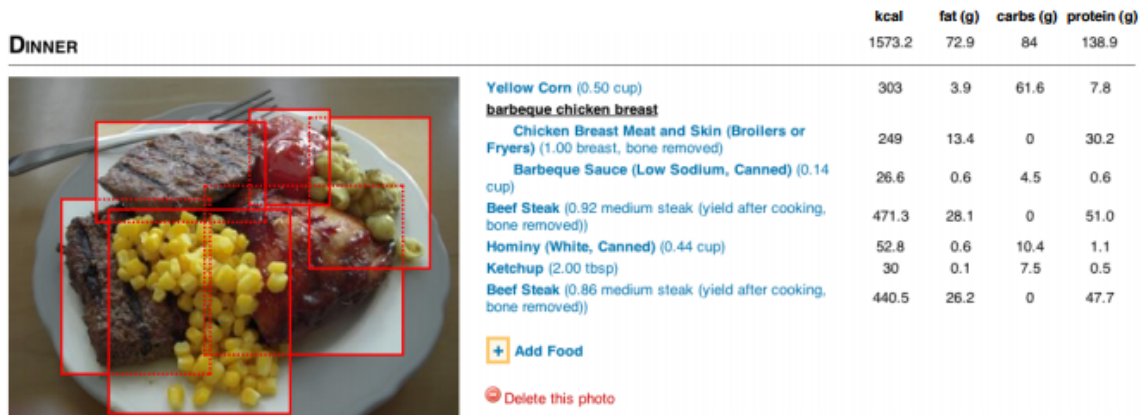 kcal fat (g) carbs (g) protein (g)
DINNER 1573.2 72.9 84 138.9
Yellow Corn (0.50 cup) 303 3.9 61.6 7.8
barbeque chicken breast
Chicken Breast Meat and Skin (Broilers or
Fryers) (1.00 breast, bone removed) 249 13.4 0 30.2
Barbeque Sauce (Low Sodium, Canned) (0.14
cup) 26.6 0.6 4.5 0.6
Beef Steak (0.92 medium steak (yield after cooking,
bone removed)) 471.3 28.1 0 51.0
Hominy (White, Canned) (0.44 cup) 52.8 0.6 10.4 1.1
Ketchup (2.00 tbsp) 30 0.1 7.5 0.5
Beef Steak (0.86 medium steak (yield after cooking,
bone removed)) 440.5 26.2 0 47.7
+ Add Food
Delete this photo